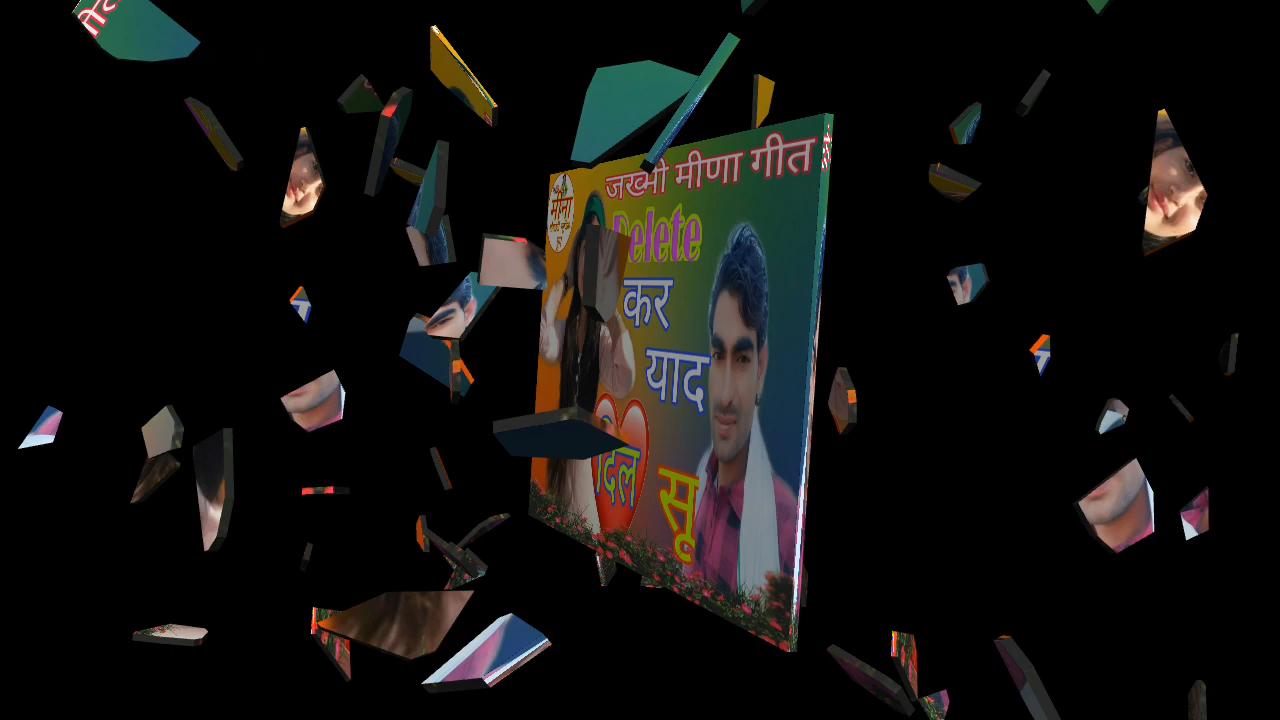 जख्मी मीणा गीत
मीना
Delete
कर
याद
दिल
सू